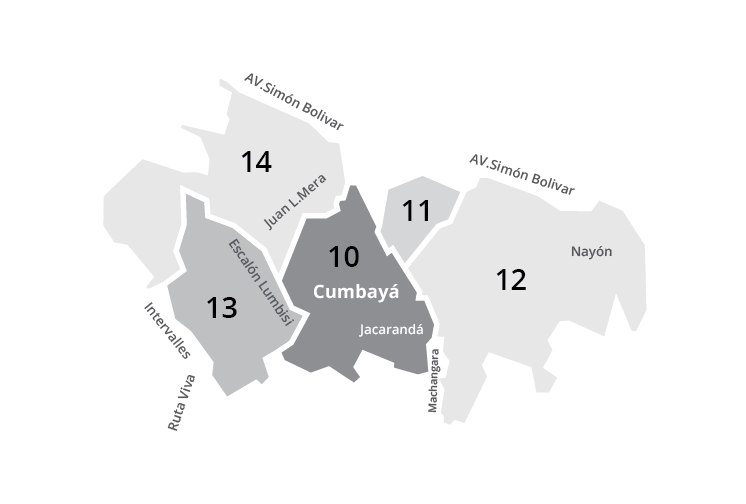 AV.Simón Bolivar
14
Juan L.Mera
AV.Simón Bolivar
11
Nayón
10
12
Cumbayá
Escalón Lumbisi
13
Jacarandá
Intervalles
Machangara
Ruta Viva